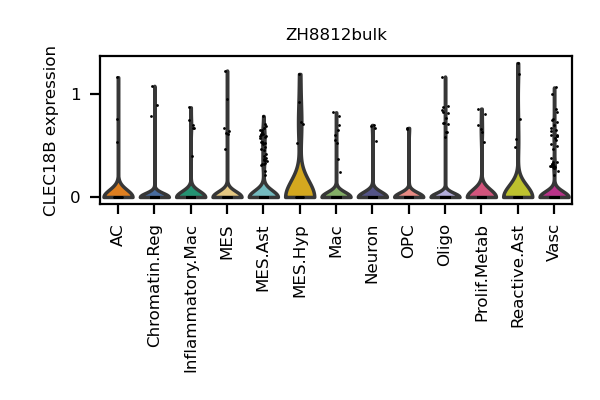 ZH8812bulk
CLEC18B expression
1
0
AC
Chromatin.Reg
Inflammatory.Mac
MES
MES.Ast
MES.Hyp
Mac
Neuron
OPC
Oligo
Prolif.Metab
Reactive.Ast
Vasc